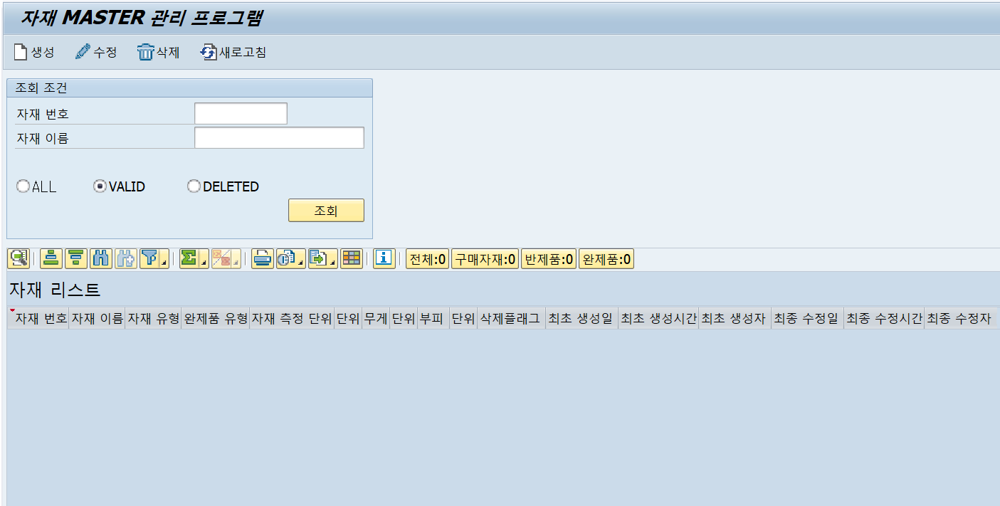 자재 MASTER 관리 프로그램
생성 수정 삭제 새로고침
조회 조건
자재 번호
자재 이름
ALL VALID DELETED
조회
전체:0 구매자재:0 반제품:0 완제품:0
자재 리스트
자재 번호 자재 이름 자재 유형 완제품 유형 자재 측정 단위 단위 무게 단위 부피 단위 삭제플래그 최초 생성일 최초 생성시간 최초 생성자 최종 수정일 최종 수정시간 최종 수정자